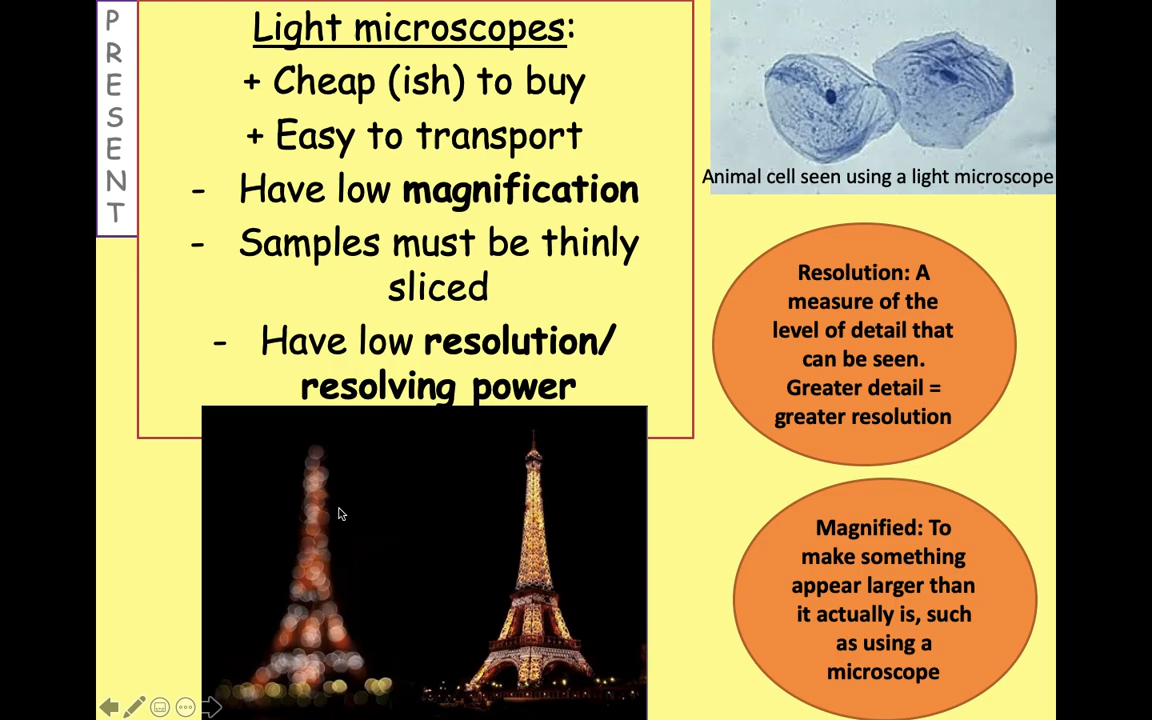 PRESENT
Light microscopes:
+ Cheap (ish) to buy
+ Easy to transport
- Have low magnification
- Samples must be thinly
sliced
- Have low resolution/
resolving power
Animal cell seen using a light microscope
Resolution: A
measure of the
level of detail that
can be seen.
Greater detail =
greater resolution
Magnified: To
make something
appear larger than
it actually is, such
as using a
microscope